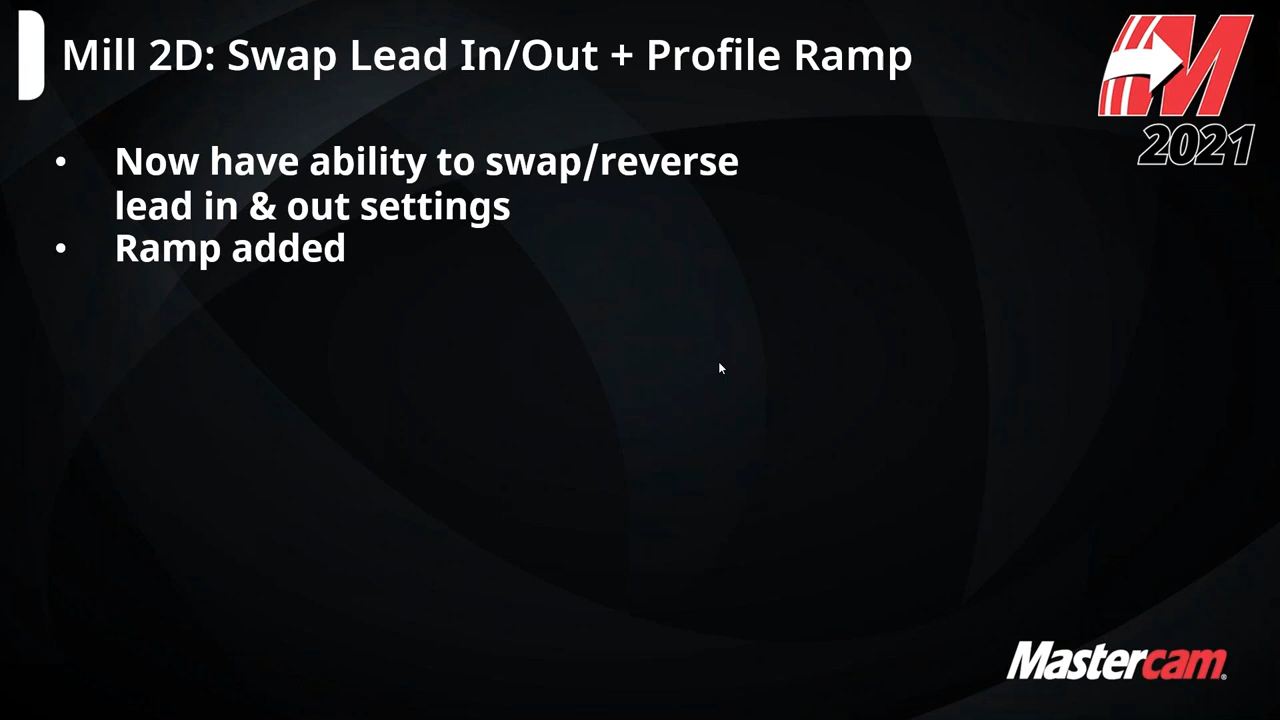 Mill 2D: Swap Lead In/Out + Profile Ramp
M
2021
• Now have ability to swap/reverse
lead in & out settings
• Ramp added
Mastercam®